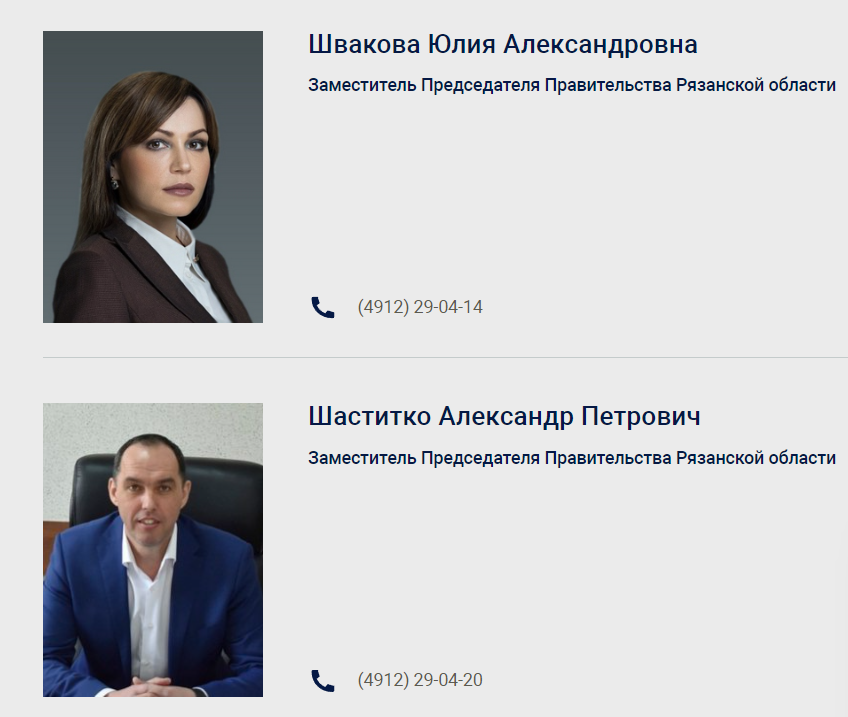 Швакова Юлия Александровна
Заместитель Председателя Правительства Рязанской области
(4912) 29-04-14
Шаститко Александр Петрович
Заместитель Председателя Правительства Рязанской области
(4912) 29-04-20